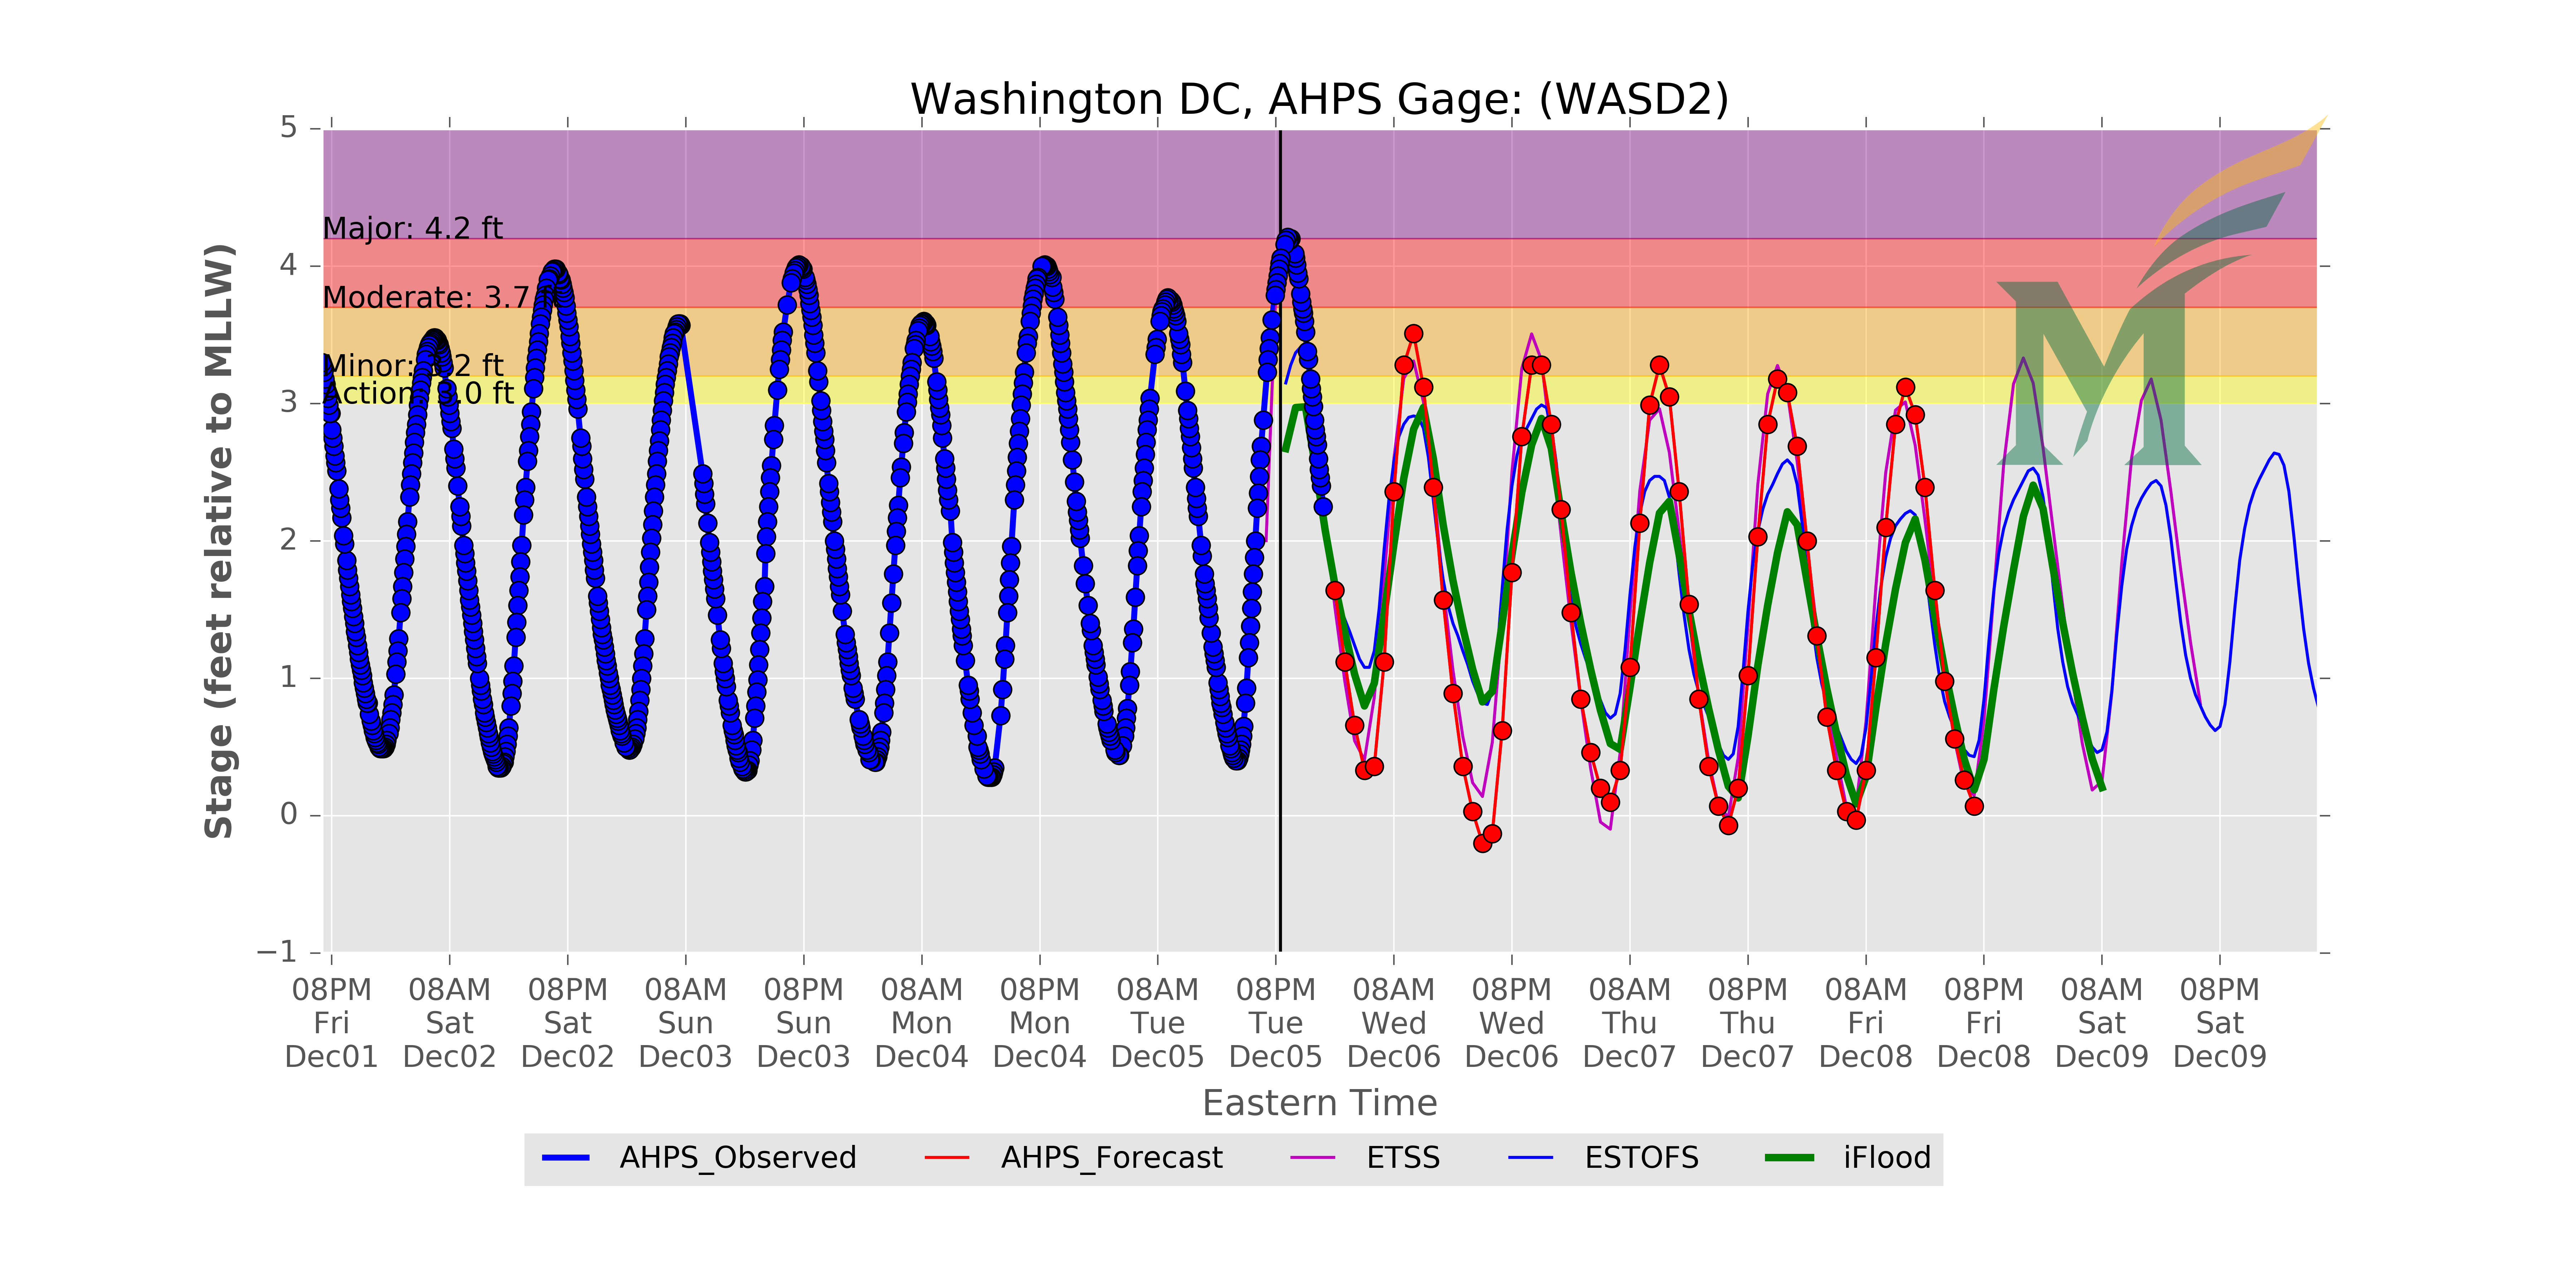 Washington DC, AHPS Gage: (WASD2)
5
4
3
2
1
0
−1
Stage (feet relative to MLLW)
Major: 4.2 ft
Moderate: 3.7
Minor: ft
Action: ft
08PM 08AM 08PM 08AM 08PM 08AM 08PM 08AM 08PM 08AM 08PM 08AM 08PM 08AM 08PM 08AM 08PM
Fri Sat Sat Sun Sun Mon Mon Tue Tue Wed Wed Thu Thu Fri Fri Sat Sat
Dec01 Dec02 Dec02 Dec03 Dec03 Dec04 Dec04 Dec05 Dec05 Dec06 Dec06 Dec07 Dec07 Dec08 Dec08 Dec09 Dec09
Eastern Time
AHPS_Observed AHPS_Forecast ETSS ESTOFS iFlood
M